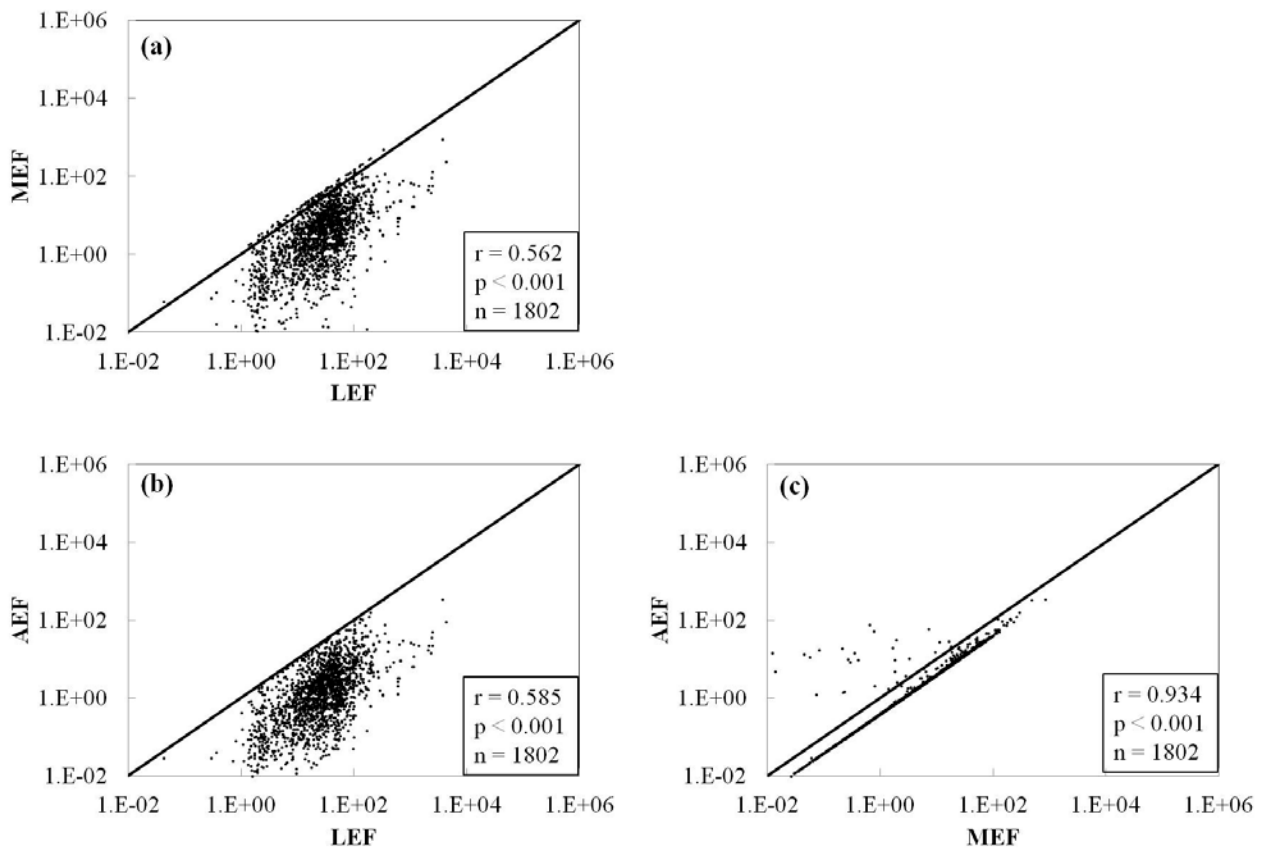 (a)
1.E+06
1.E+04
1.E+02
1.E+00
1.E-02
MEF
r = 0.562
p < 0.001
n = 1802
1.E-02 1.E+00 1.E+02 1.E+04 1.E+06
LEF
(b)
1.E+06
1.E+04
1.E+02
1.E+00
1.E-02
AEF
r = 0.585
p < 0.001
n = 1802
1.E-02 1.E+00 1.E+02 1.E+04 1.E+06
LEF
(c)
1.E+06
1.E+04
1.E+02
1.E+00
1.E-02
AEF
r = 0.934
p < 0.001
n = 1802
1.E-02 1.E+00 1.E+02 1.E+04 1.E+06
MEF